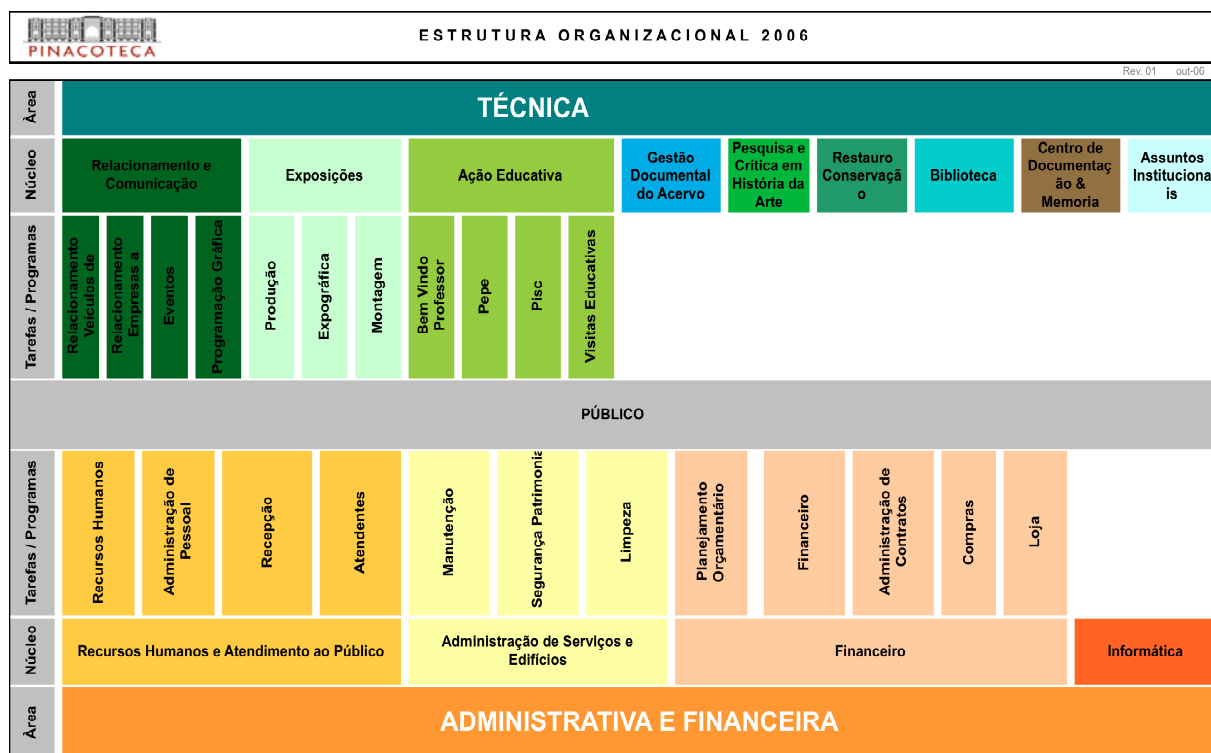 PINACOTECA
ESTRUTURA ORGANIZACIONAL 2006
Rev. 01 out-06
Àrea
TÉCNICA
Núcleo
Relacionamento e
Comunicação
Exposições
Ação Educativa
Gestão
Documental
do Acervo
Pesquisa e
Crítica em
História da
Arte
Restauro
Conservaçã
o
Biblioteca
Centro de
Documentaç
ão &
Memoria
Assuntos
Instituciona
is
Tarefas / Programas
Relacionamento
Veículos de
Relacionamento
Empresas a
Eventos
Programação Gráfica
Produção
Expográfica
Montagem
Bem Vindo
Professor
Pepe
Pisc
Visitas Educativas
PÚBLICO
Tarefas / Programas
Recursos Humanos
Administração de
Pessoal
Recepção
Atendentes
Manutenção
Segurança Patrimonia
Limpeza
Planejamento
Orçamentário
Financeiro
Administração de
Contratos
Compras
Loja
Núcleo
Recursos Humanos e Atendimento ao Público
Administração de Serviços e
Edifícios
Financeiro
Informática
Àrea
ADMINISTRATIVA E FINANCEIRA